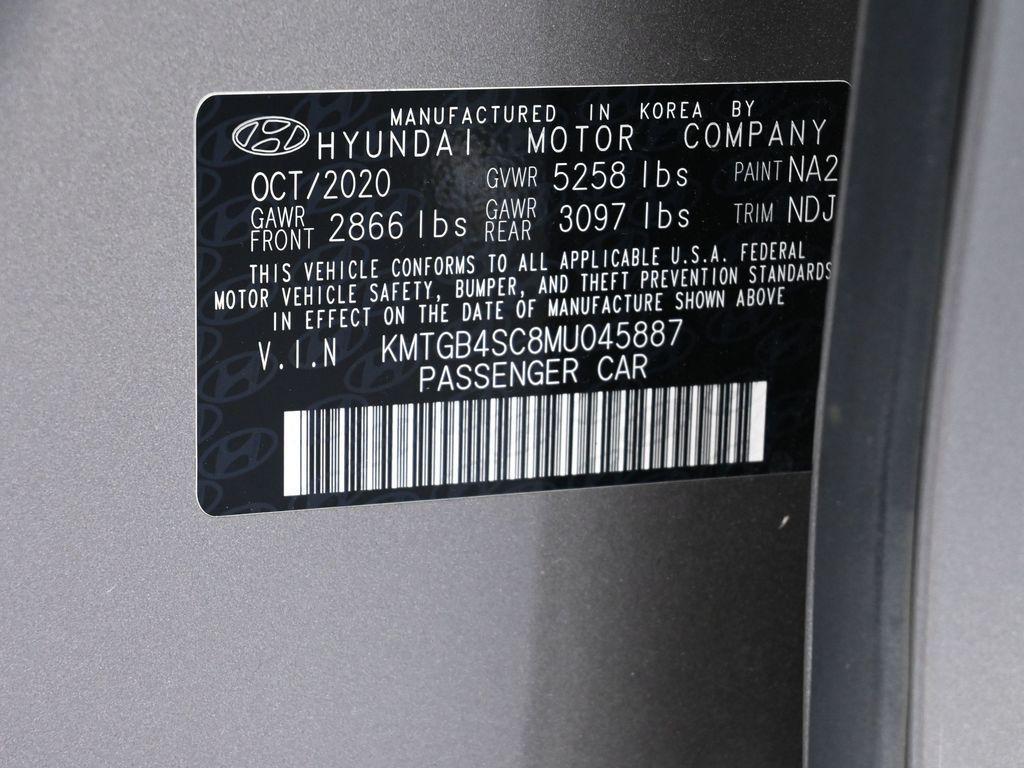 MANUFACTURED IN KOREA BY
HYUNDAI MOTOR COMPANY
OCT/2020 GVWR 5258 lbs PAINT NA2
GAWR FRONT 2866 lbs GAWR REAR 3097 lbs TRIM NDJ
THIS VEHICLE CONFORMS TO ALL APPLICABLE U.S.A. FEDERAL
MOTOR VEHICLE SAFETY, BUMPER, AND THEFT PREVENTION STANDARDS
IN EFFECT ON THE DATE OF MANUFACTURE SHOWN ABOVE
V.I.N KMTGB4SC8MU045887
PASSENGER CAR